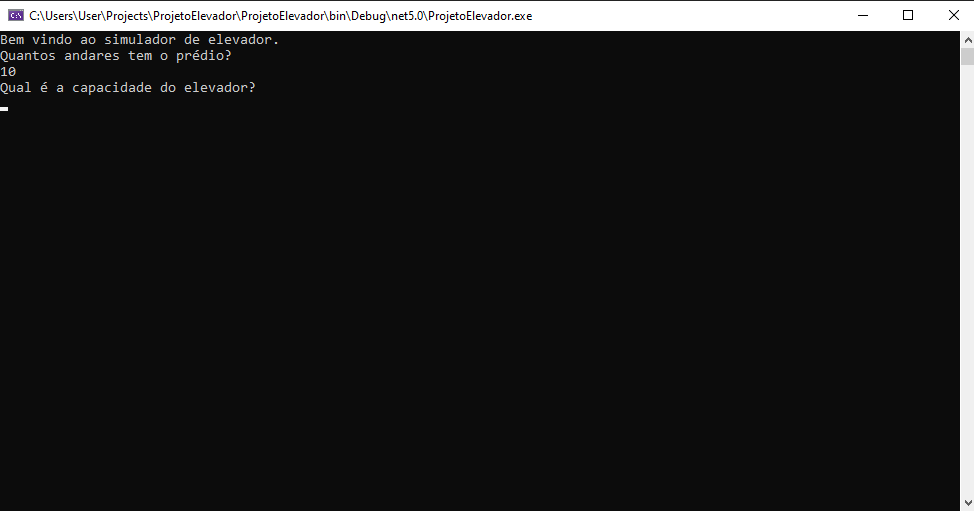 C:\Users\User\Projects\ProjetoElevador\ProjetoElevador\bin\Debug\net5.0\ProjetoElevador.exe
Bem vindo ao simulador de elevador.
Quantos andares tem o prédio?
10
Qual é a capacidade do elevador?